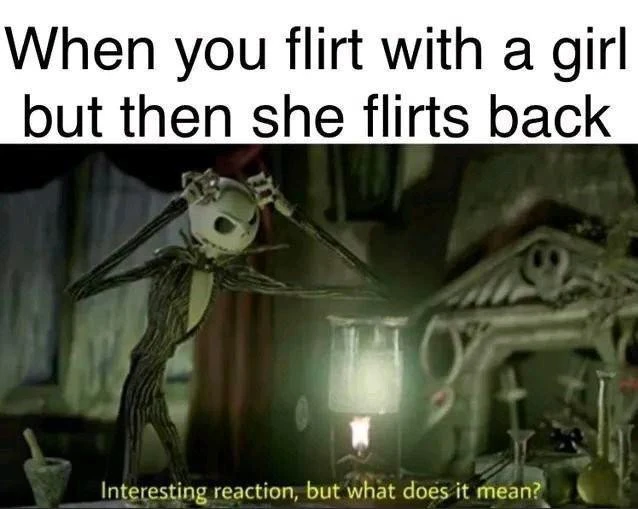 When you flirt with a girl
but then she flirts back
Interesting reaction, but what does it mean?